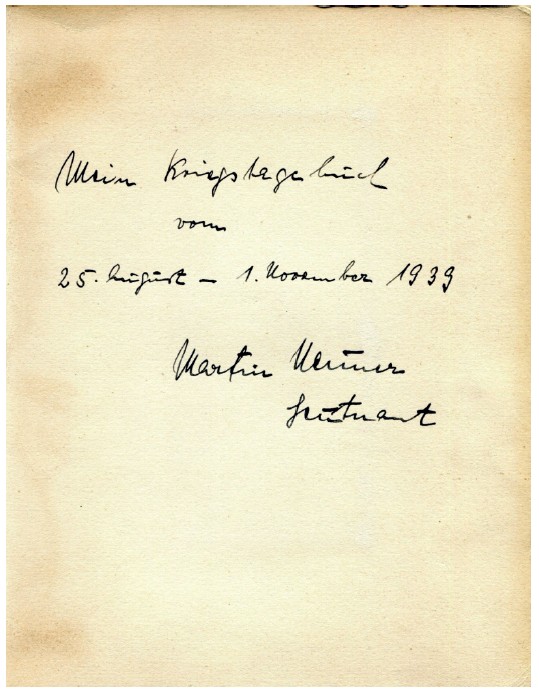 Mein Kriegstagebuch
vom
25. August – 1. November 1939
Martin
Leutnant